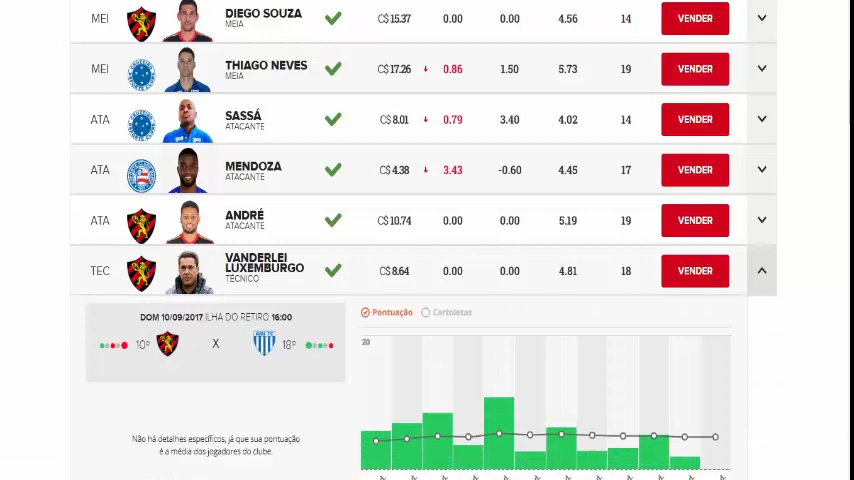 MEI DIEGO SOUZA C$ 15.37 0.00 0.00 4.56 14 VENDER
MEIA
MEI THIAGO NEVES C$ 17.26 0.86 1.50 5.73 19 VENDER
MEIA
ATA SASSÁ C$ 8.01 0.79 3.40 4.02 14 VENDER
ATACANTE
ATA MENDOZA C$ 4.38 3.43 -0.60 4.45 17 VENDER
ATACANTE
ATA ANDRÉ C$ 10.74 0.00 0.00 5.19 19 VENDER
ATACANTE
TEC VANDERLEI LUXEMBURGO C$ 8.64 0.00 0.00 4.81 18 VENDER
TÉCNICO
DOM 10/09/2017 ILHA DO RETIRO 16:00
10º X 18º
Não há detalhes específicos, já que sua pontuação
é a média dos jogadores do clube.
Pontuação Cartoletas
20